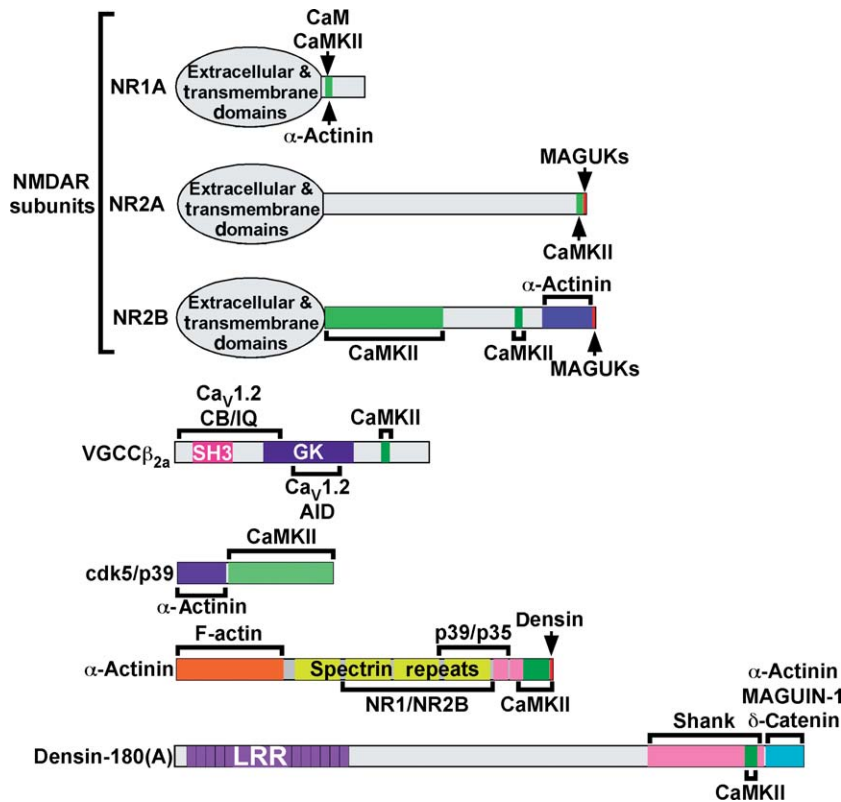 CaM
CaMKII
NR1A
Extracellular &
transmembrane
domains
α-Actinin
NMDAR
subunits
MAGUKs
NR2A
Extracellular &
transmembrane
domains
CaMKII
α-Actinin
NR2B
Extracellular &
transmembrane
domains
CaMKII
CaMKII
MAGUKs
CaV1.2
CB/IQ
CaMKII
VGCCβ2a
SH3
GK
CaV1.2
AID
CaMKII
cdk5/p39
α-Actinin
F-actin
p39/p35
Densin
α-Actinin
Spectrin repeats
NR1/NR2B
CaMKII
α-Actinin
MAGUIN-1
Shank
δ-Catenin
Densin-180(A)
LRR
CaMKII